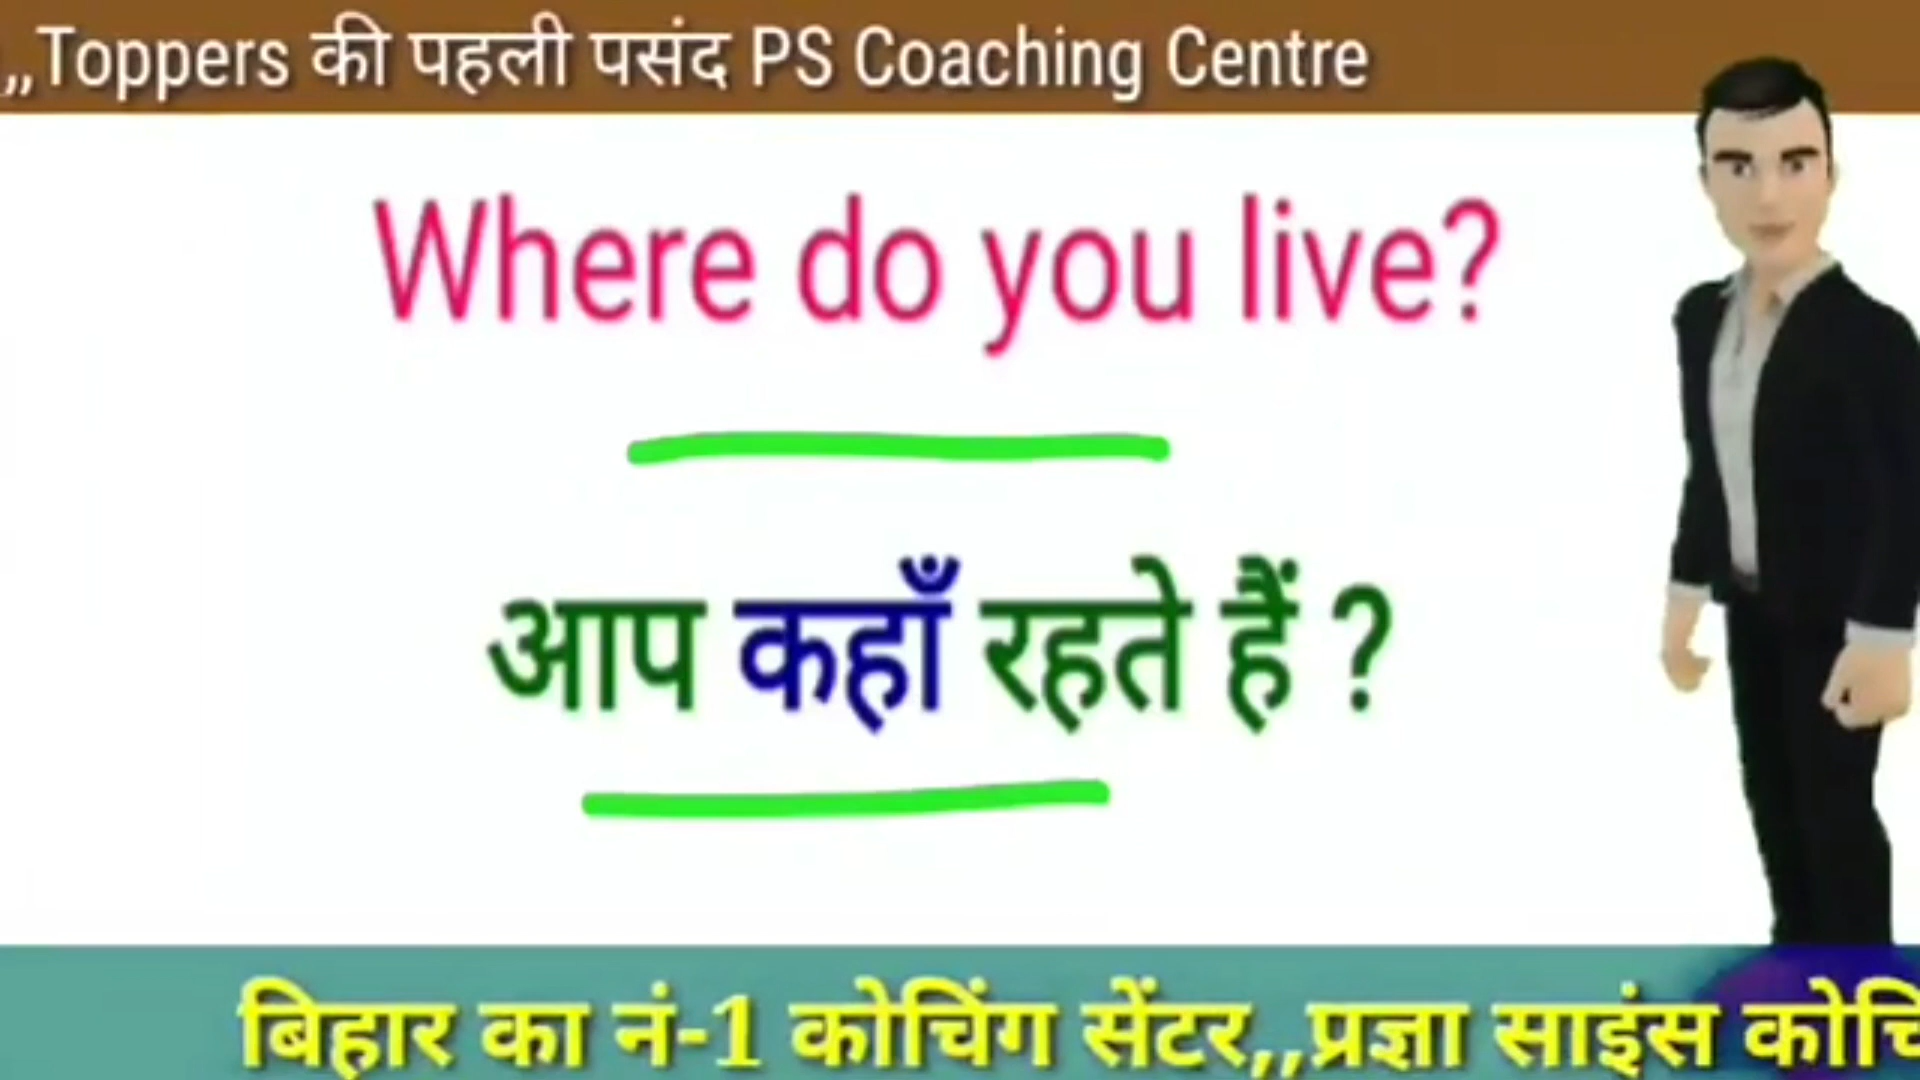 ,,Toppers की पहली पसंद PS Coaching Centre
Where do you live?
आप कहाँ रहते हैं ?
बिहार का नं-1 कोचिंग सेंटर,,प्रज्ञा साइंस